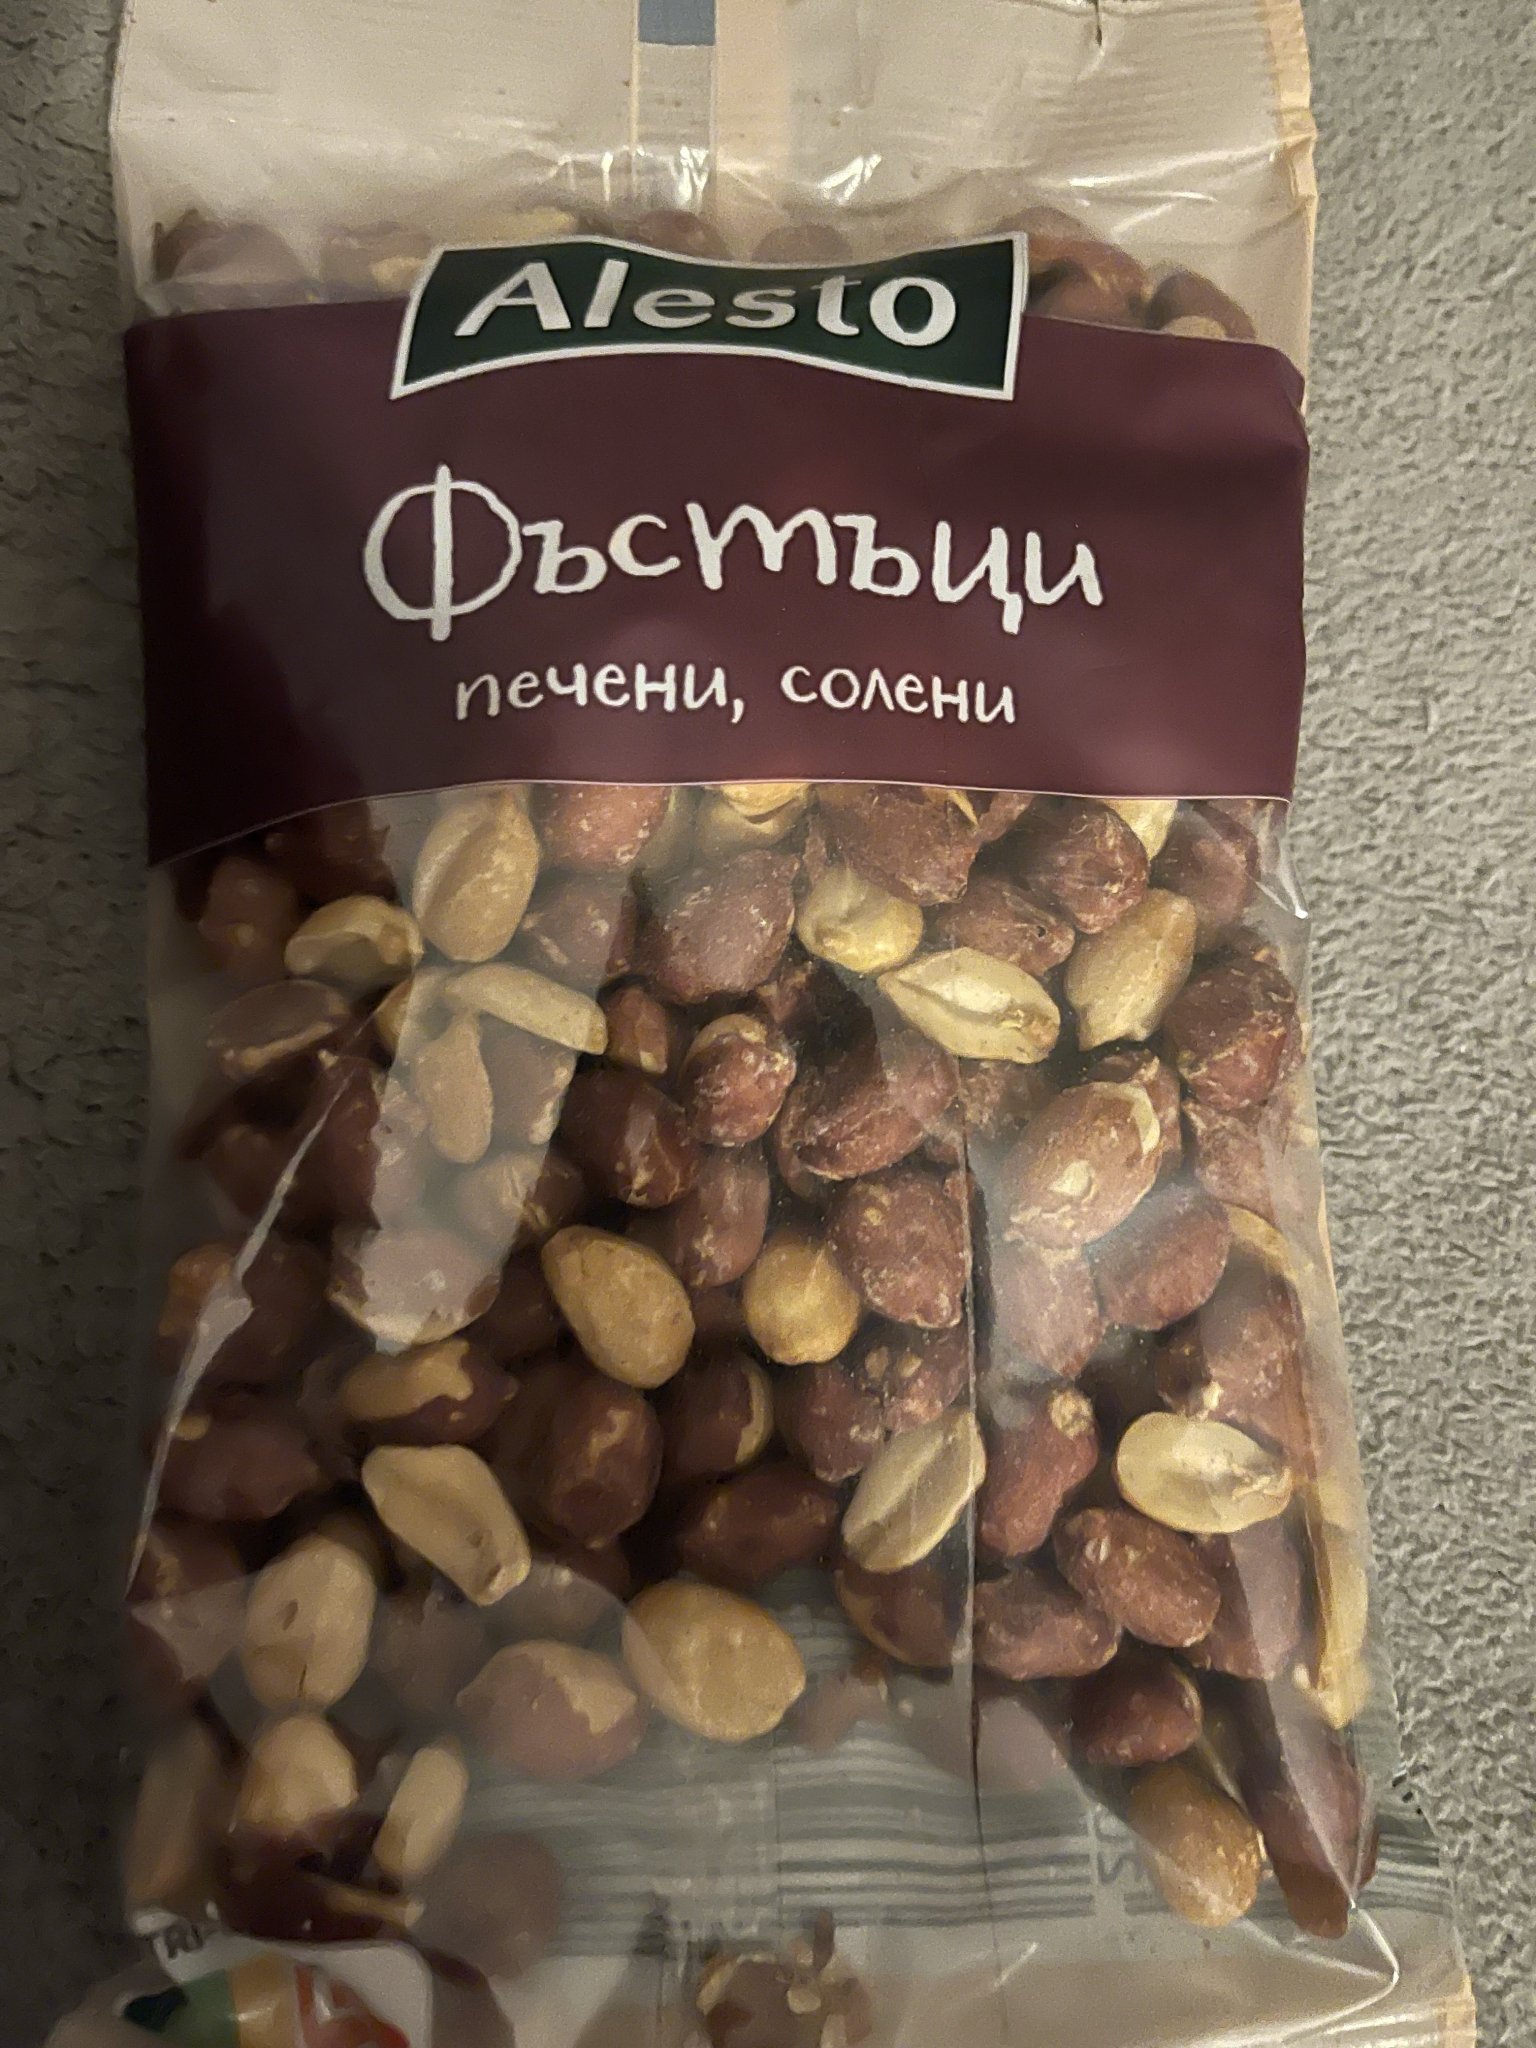 Alesto
Фъстъци
печени, солени